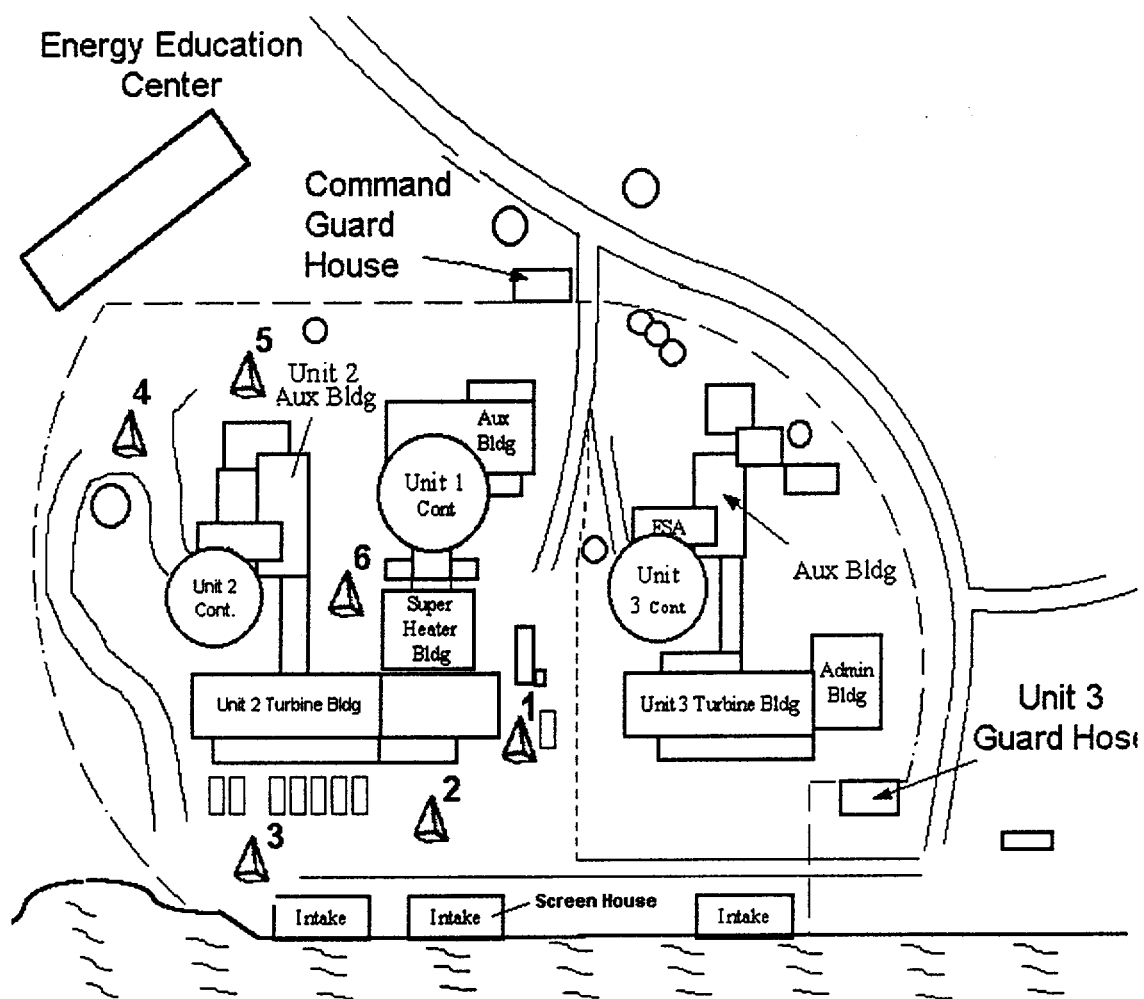 Energy Education
Center
Command
Guard
House
5
Unit 2
Aux Bldg
4
Aux
Bldg
Unit 1
Cont
FSA
Aux Bldg
6
Unit 2
Cont.
Unit
3 Cont
Super
Heater
Bldg
Admin
Bldg
Unit 2 Turbine Bldg
Unit 3 Turbine Bldg
Unit 3
Guard Hose
1
2
3
Screen House
Intake
Intake
Intake